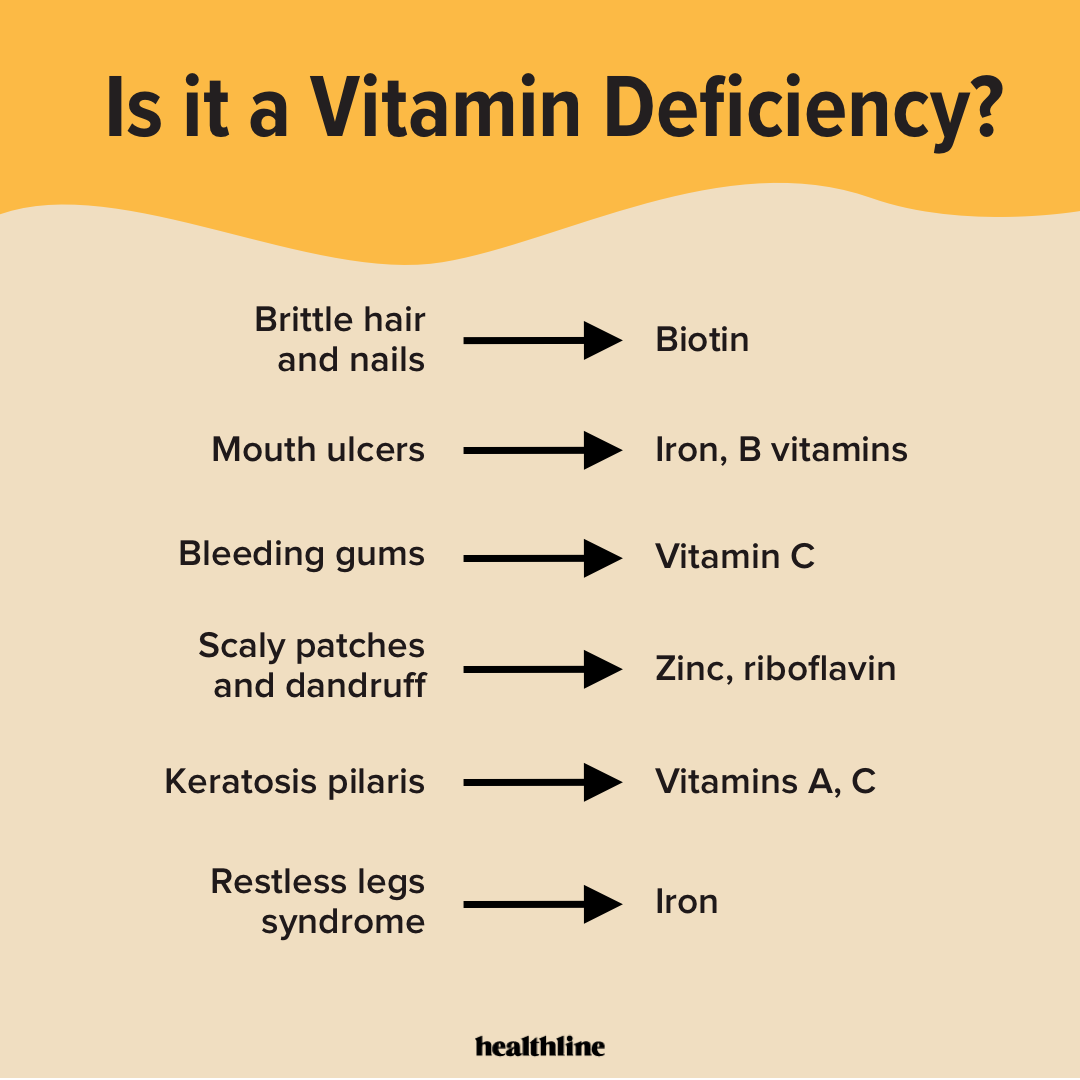 Is it a Vitamin Deficiency?
Brittle hair
and nails
Biotin
Mouth ulcers
Iron, B vitamins
Bleeding gums
Vitamin C
Scaly patches
and dandruff
Zinc, riboflavin
Keratosis pilaris
Vitamins A, C
Restless legs
syndrome
Iron
healthline